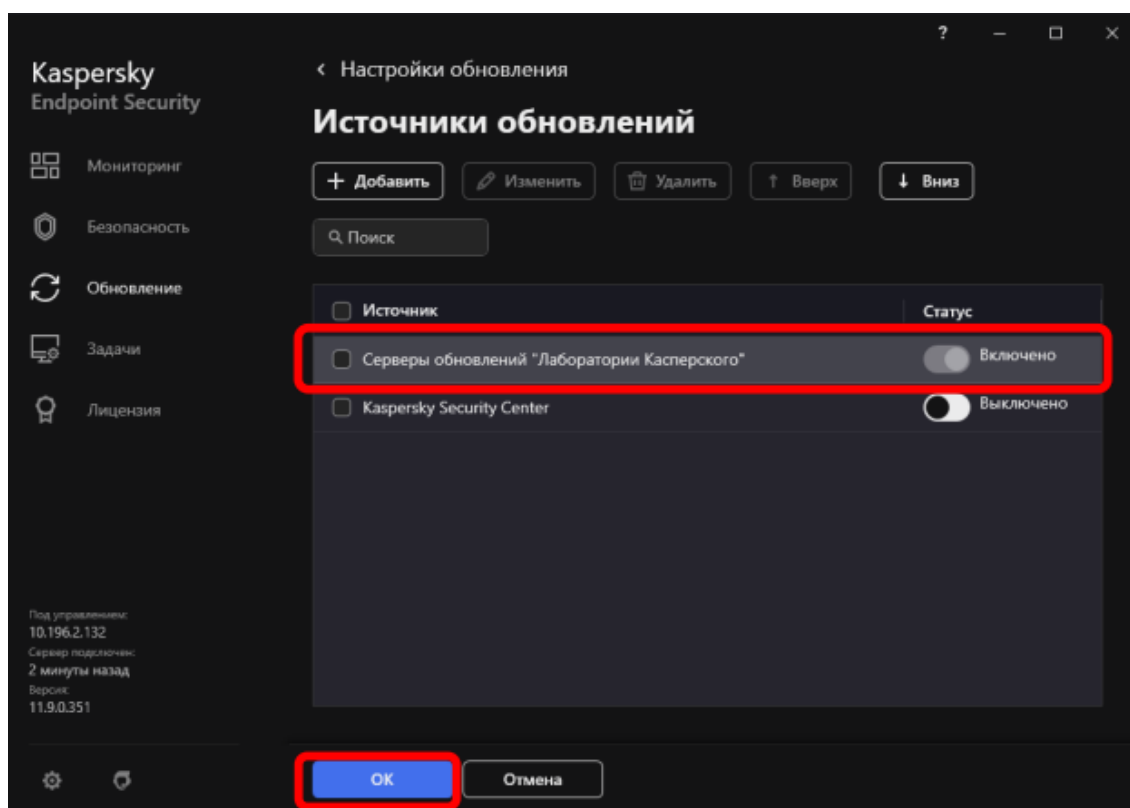 ?
Kaspersky
Endpoint Security
Мониторинг
Безопасность
Обновление
Задачи
Лицензия
Под управлением:
10.196.2.132
Сервер подключен:
2 минуты назад
Версия:
11.9.0.351
Настройки обновления
Источники обновлений
Добавить Изменить Удалить Вверх Вниз
Поиск
Источник Статус
Серверы обновлений "Лаборатории Касперского" Включено
Kaspersky Security Center Выключено
ОК Отмена